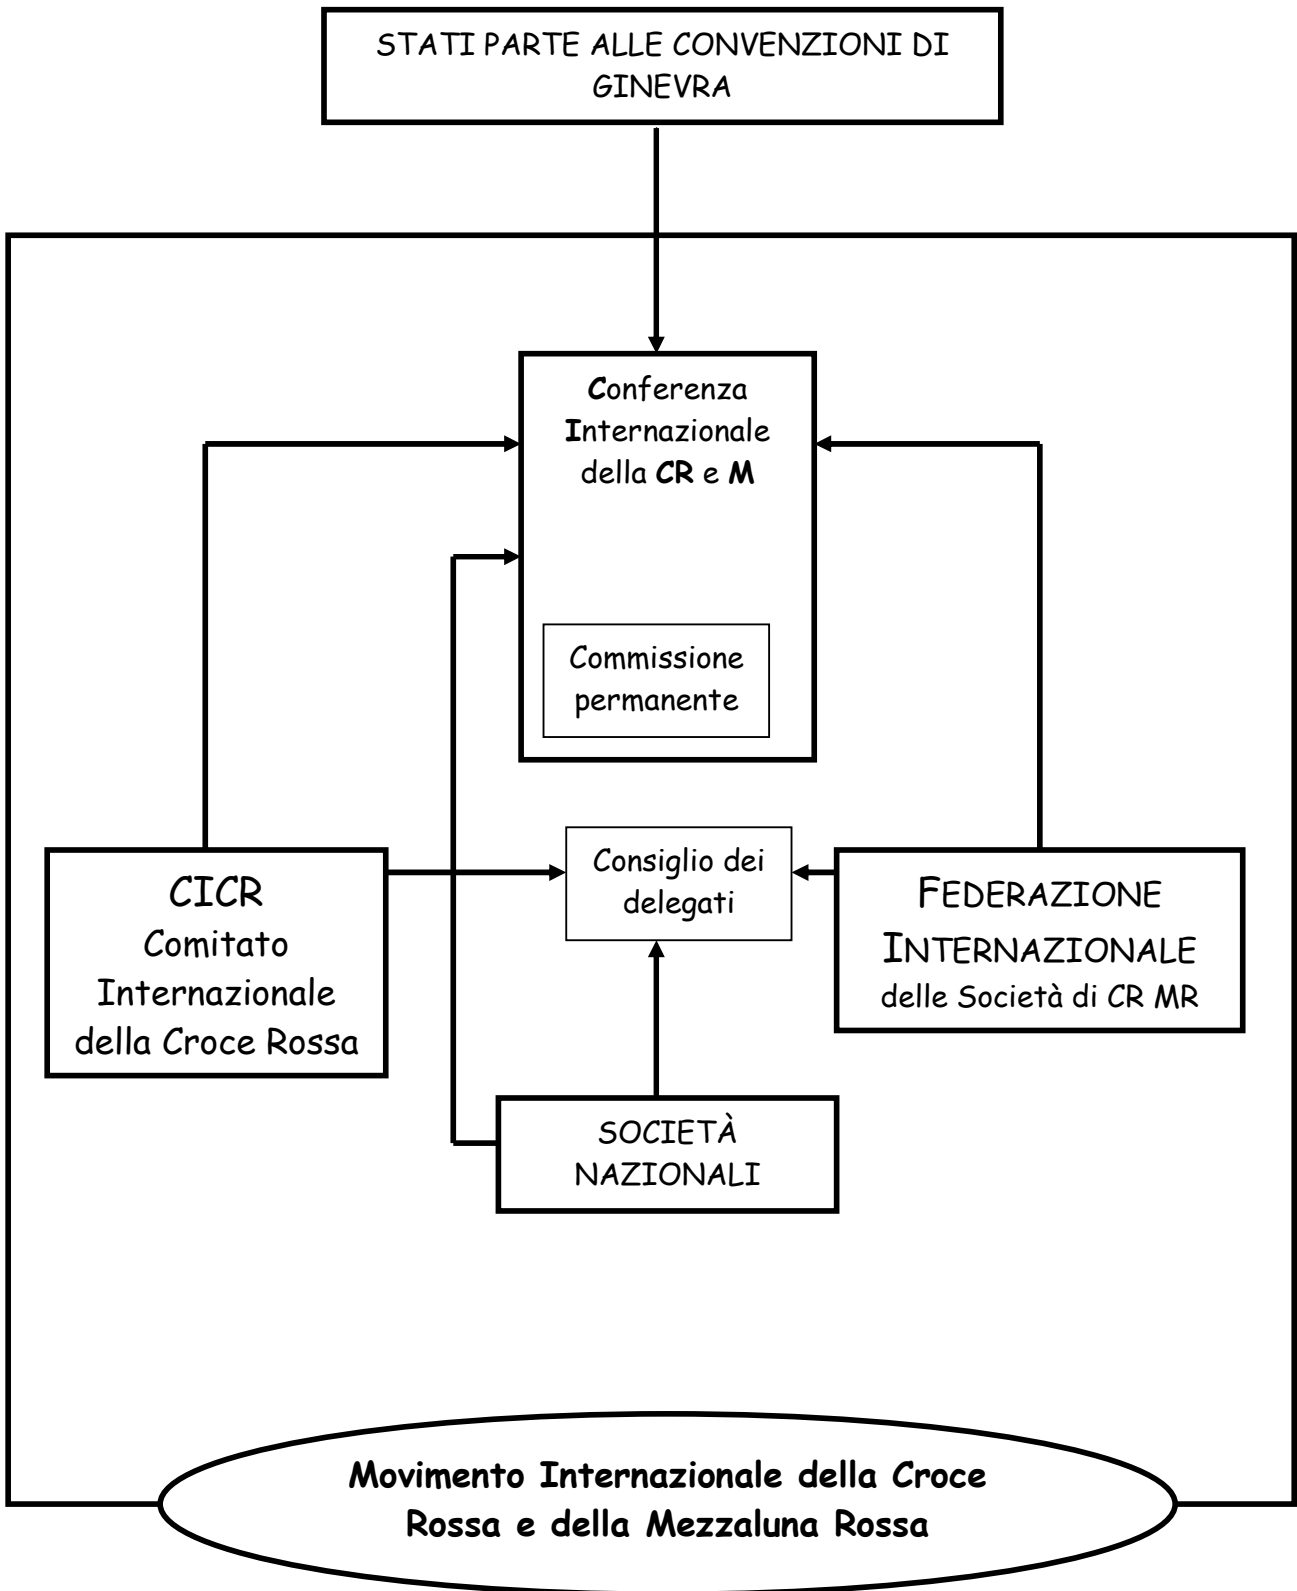 STATI PARTE ALLE CONVENZIONI DI
GINEVRA
Conferenza
Internazionale
della CR e M
Commissione
permanente
Consiglio dei
delegati
CICR
Comitato
Internazionale
della Croce Rossa
FEDERAZIONE
INTERNAZIONALE
delle Società di CR MR
SOCIETÀ
NAZIONALI
Movimento Internazionale della Croce
Rossa e della Mezzaluna Rossa